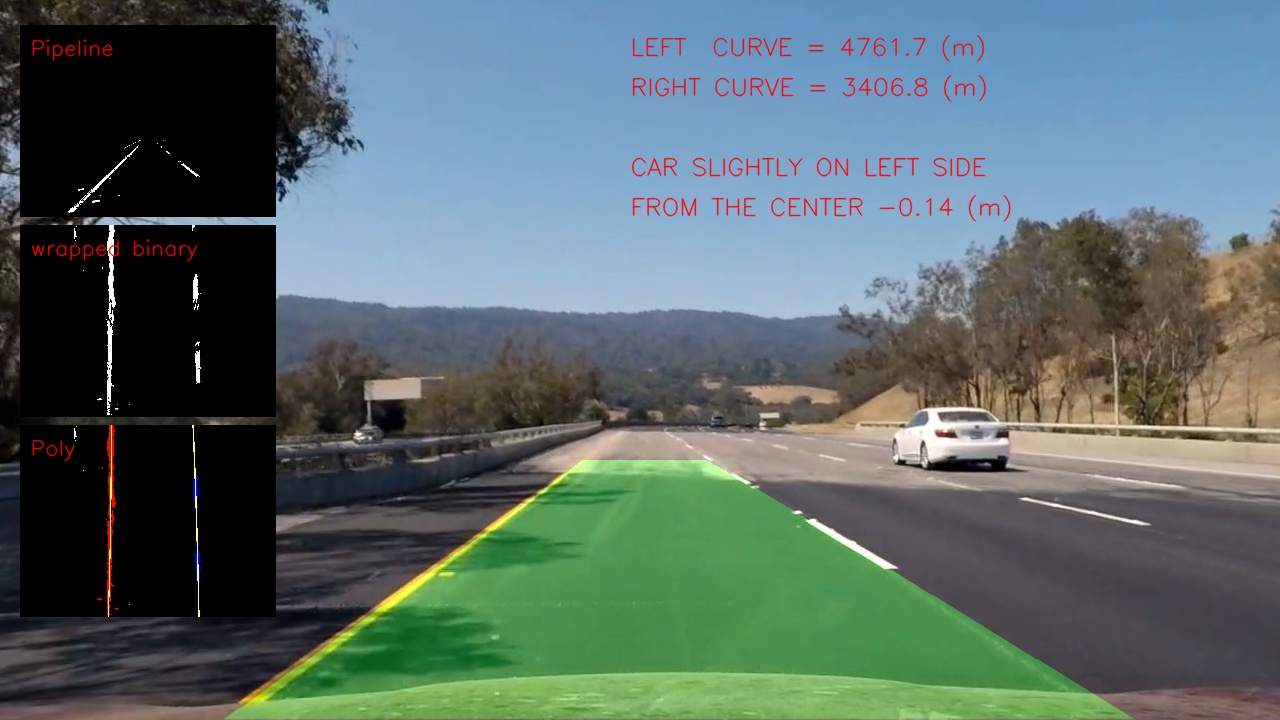 Pipeline
wrapped binary
Poly
LEFT CURVE = 4761.7 (m)
RIGHT CURVE = 3406.8 (m)
CAR SLIGHTLY ON LEFT SIDE
FROM THE CENTER -0.14 (m)